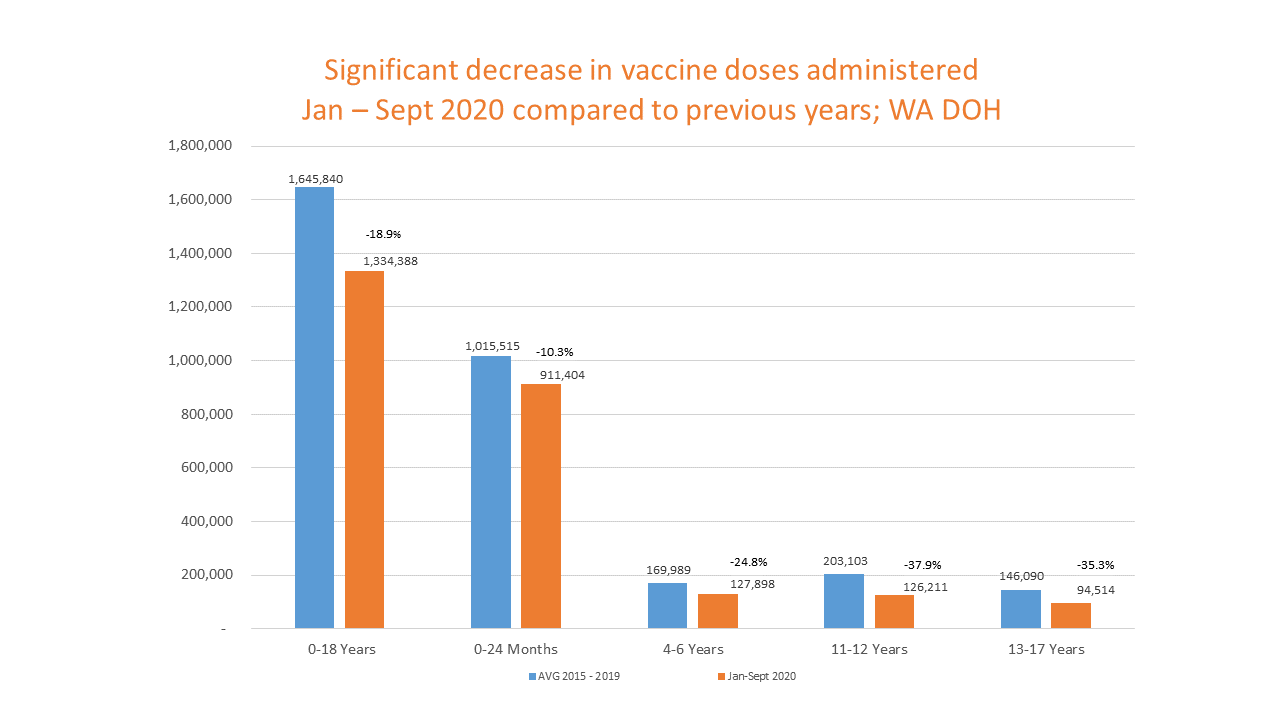 Significant decrease in vaccine doses administered
Jan – Sept 2020 compared to previous years; WA DOH
1,800,000
1,600,000
1,400,000
1,200,000
1,000,000
800,000
600,000
400,000
200,000
-
1,645,840
-18.9%
1,334,388
1,015,515
-10.3%
911,404
169,989
-24.8%
127,898
203,103
-37.9%
126,211
146,090
-35.3%
94,514
0-18 Years
0-24 Months
4-6 Years
11-12 Years
13-17 Years
AVG 2015 - 2019
Jan-Sept 2020